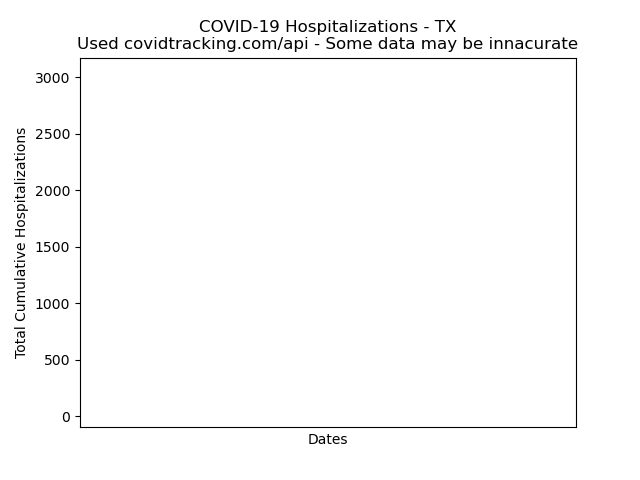 COVID-19 Hospitalizations - TX
Used covidtracking.com/api - Some data may be innacurate
3000
2500
2000
1500
1000
500
0
Total Cumulative Hospitalizations
Dates